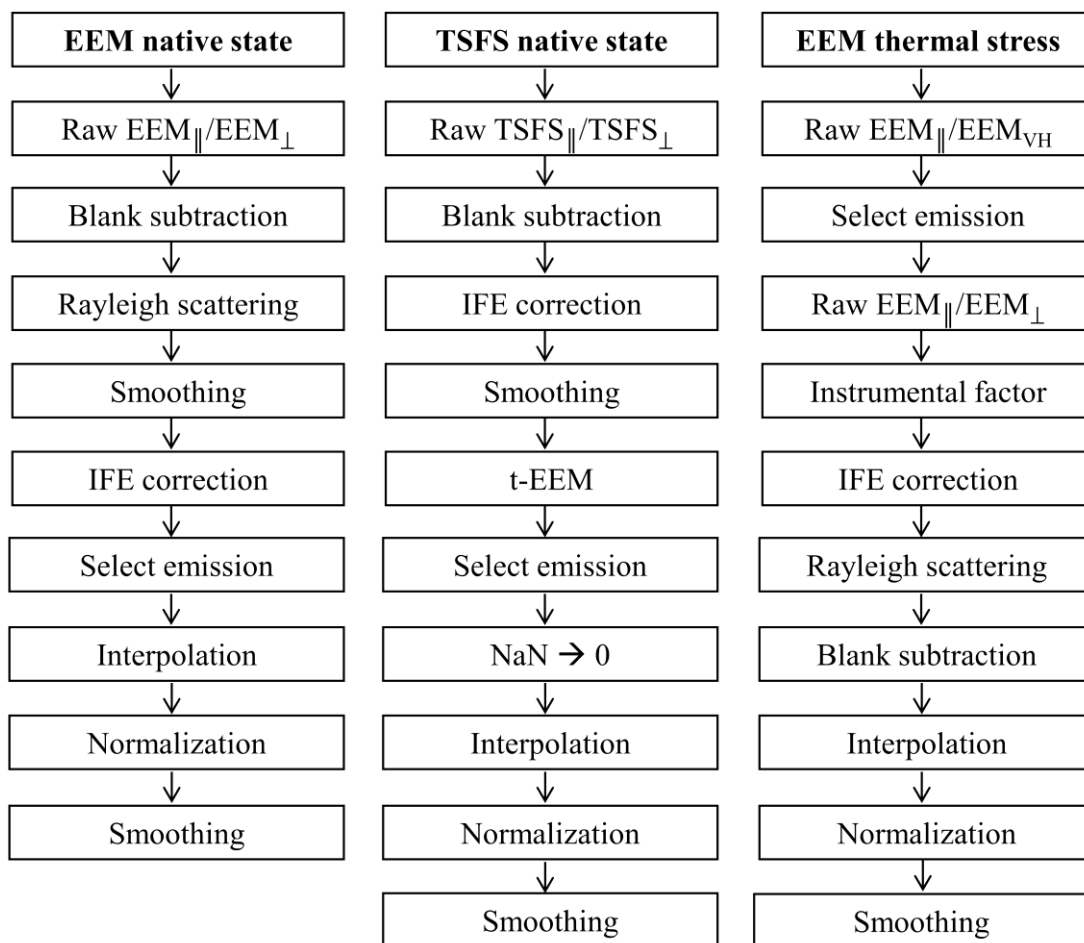 EEM native state
Raw EEM∥/EEM⊥
Blank subtraction
Rayleigh scattering
Smoothing
IFE correction
Select emission
Interpolation
Normalization
Smoothing
TSFS native state
Raw TSFS∥/TSFS⊥
Blank subtraction
IFE correction
Smoothing
t-EEM
Select emission
NaN → 0
Interpolation
Normalization
Smoothing
EEM thermal stress
Raw EEM∥/EEMVH
Select emission
Raw EEM∥/EEM⊥
Instrumental factor
IFE correction
Rayleigh scattering
Blank subtraction
Interpolation
Normalization
Smoothing